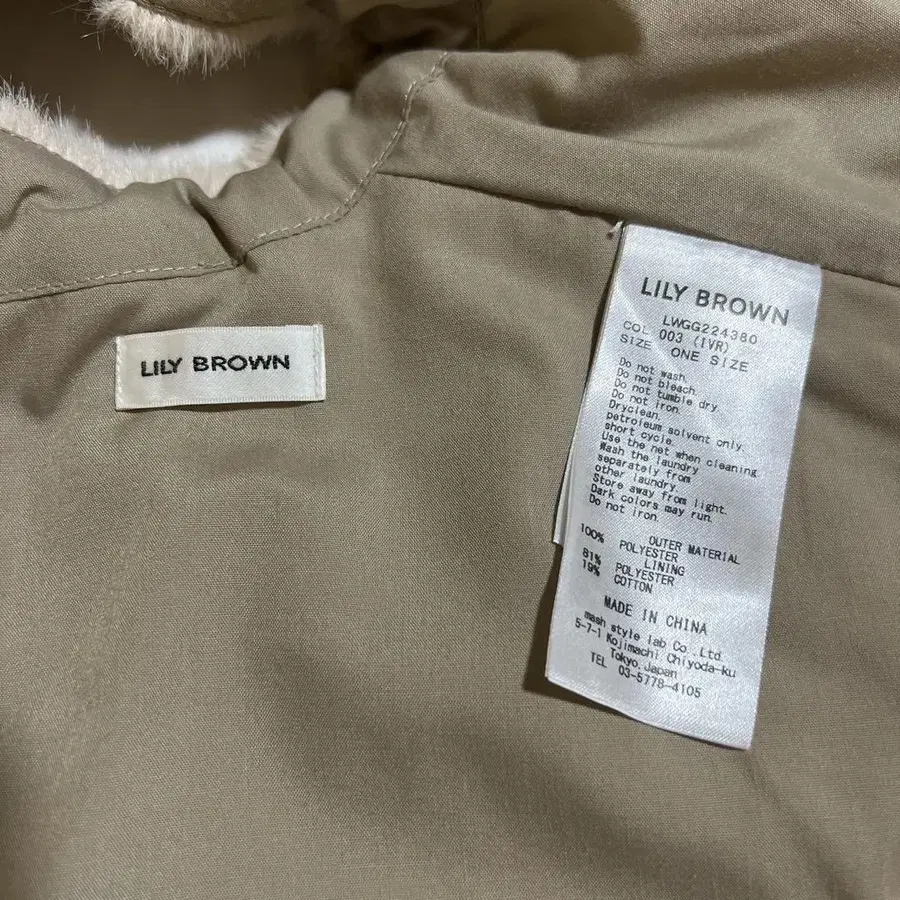 LILY BROWN
LILY BROWN
LWGG224380
COL 003 (IVR)
SIZE ONE SIZE
Do not wash.
Do not bleach.
Do not tumble dry.
Do not iron.
Dryclean,
petroleum solvent only.
short cycle.
Use the net when cleaning.
Wash the laundry
separately from
other laundry.
Store away from light.
Dark colors may run.
Do not iron.
OUTER MATERIAL
100% POLYESTER
LINING
81% POLYESTER
19% COTTON
MADE IN CHINA
mash style lab Co., Ltd.
5-7-1 Kojimachi, Chiyoda-ku
Tokyo, Japan
TEL 03-5778-4105